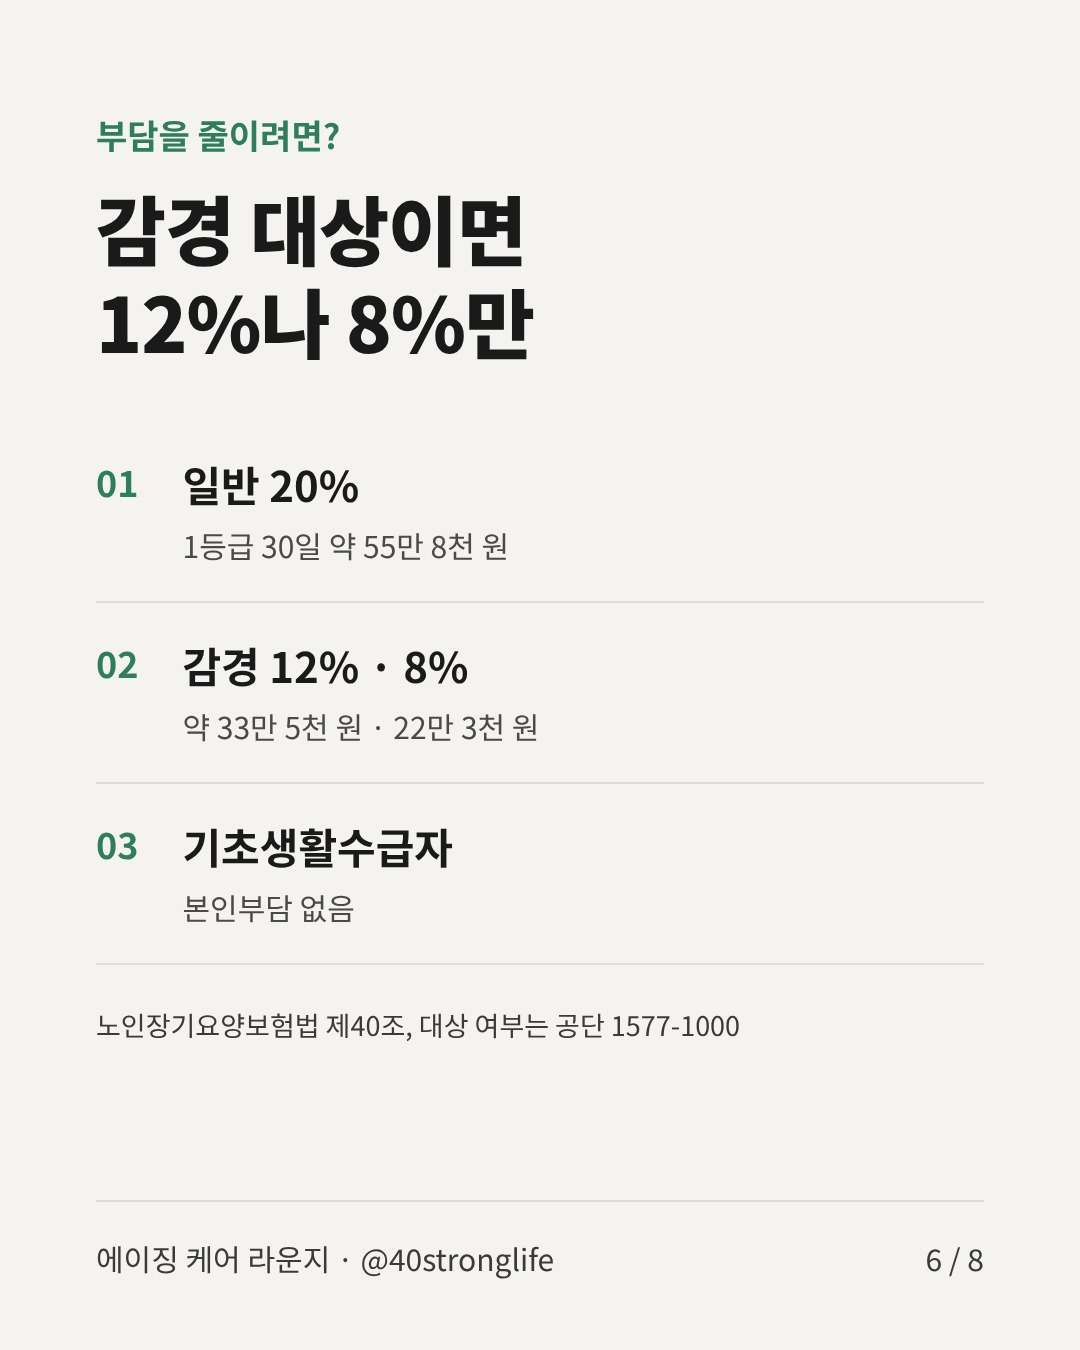 부담을 줄이려면?
감경 대상이면
12%나 8%만
01 일반 20%
1등급 30일 약 55만 8천 원
02 감경 12% · 8%
약 33만 5천 원 · 22만 3천 원
03 기초생활수급자
본인부담 없음
노인장기요양보험법 제40조, 대상 여부는 공단 1577-1000
에이징 케어 라운지 · @40stronglife
6 / 8